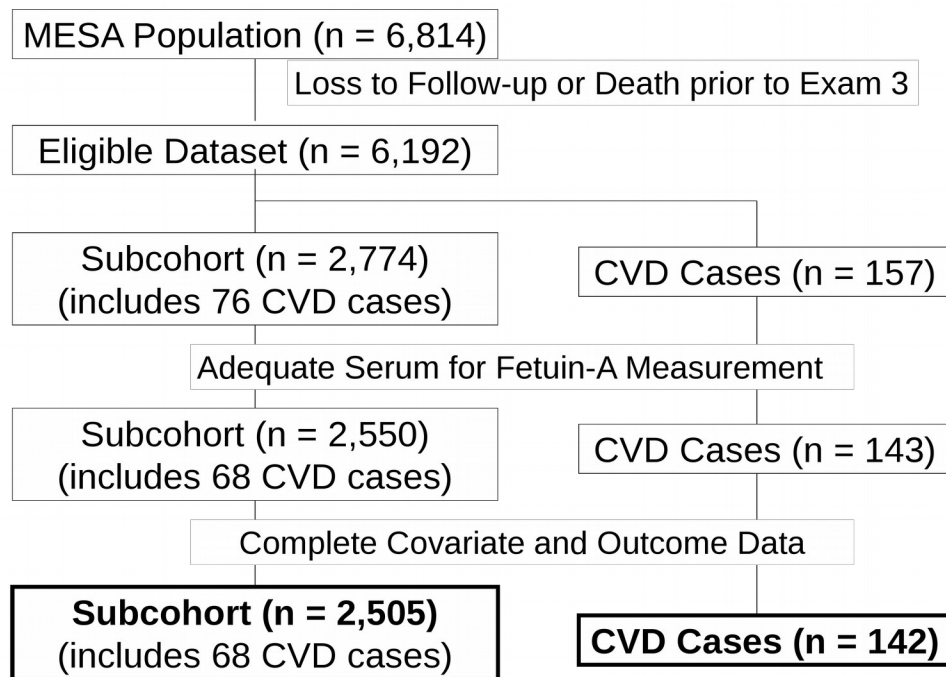 MESA Population (n = 6,814)
Loss to Follow-up or Death prior to Exam 3
Eligible Dataset (n = 6,192)
Subcohort (n = 2,774)
(includes 76 CVD cases)
CVD Cases (n = 157)
Adequate Serum for Fetuin-A Measurement
Subcohort (n = 2,550)
(includes 68 CVD cases)
CVD Cases (n = 143)
Complete Covariate and Outcome Data
Subcohort (n = 2,505)
(includes 68 CVD cases)
CVD Cases (n = 142)